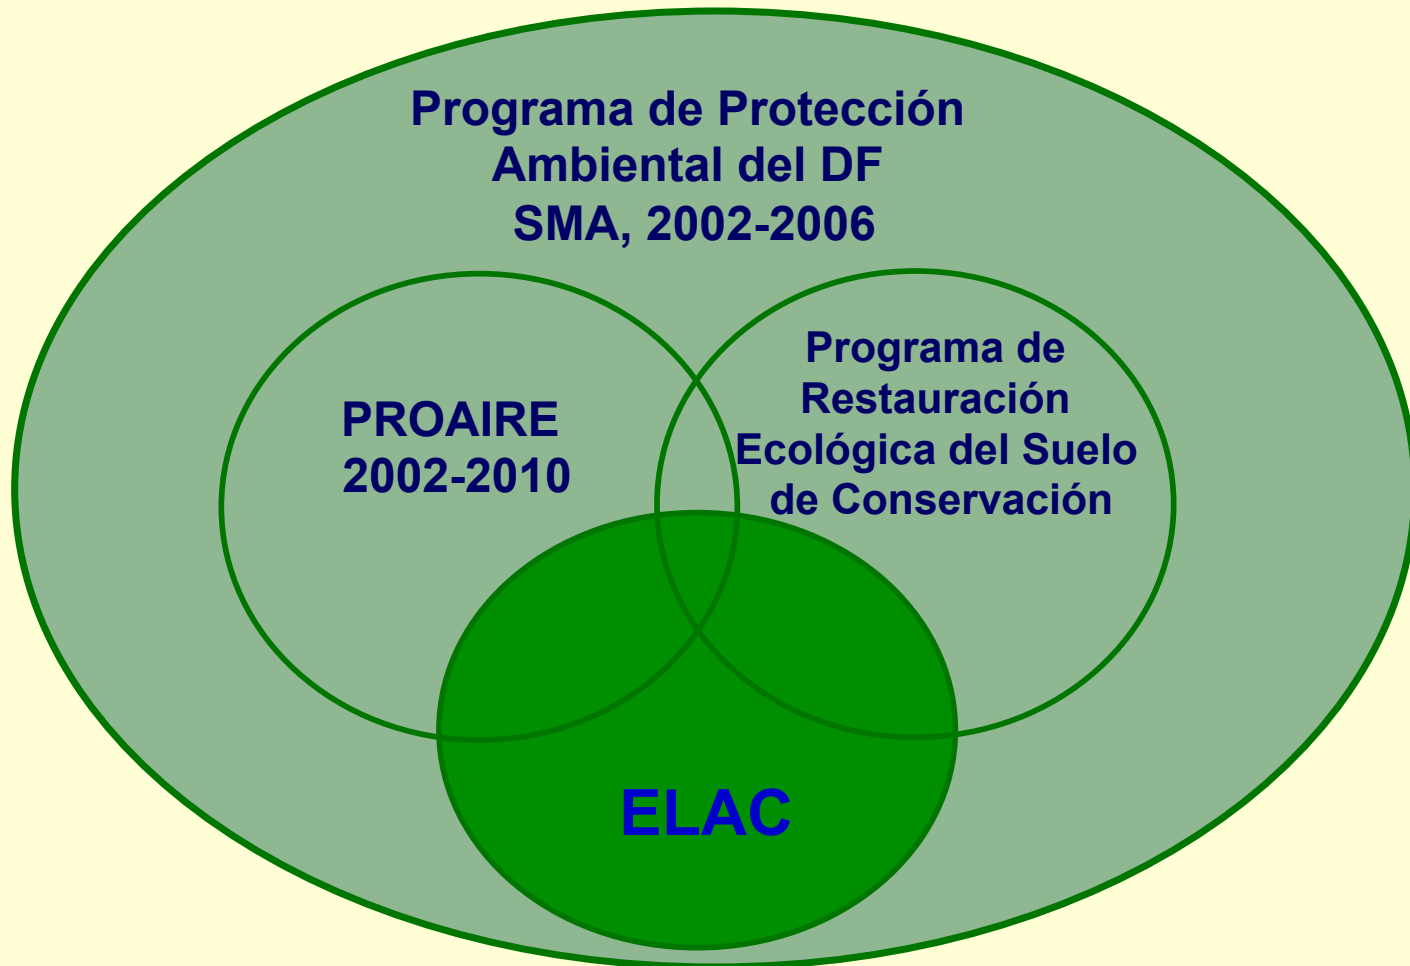 Programa de Protección
Ambiental del DF
SMA, 2002-2006
PROAIRE
2002-2010
Programa de
Restauración
Ecológica del Suelo
de Conservación
ELAC